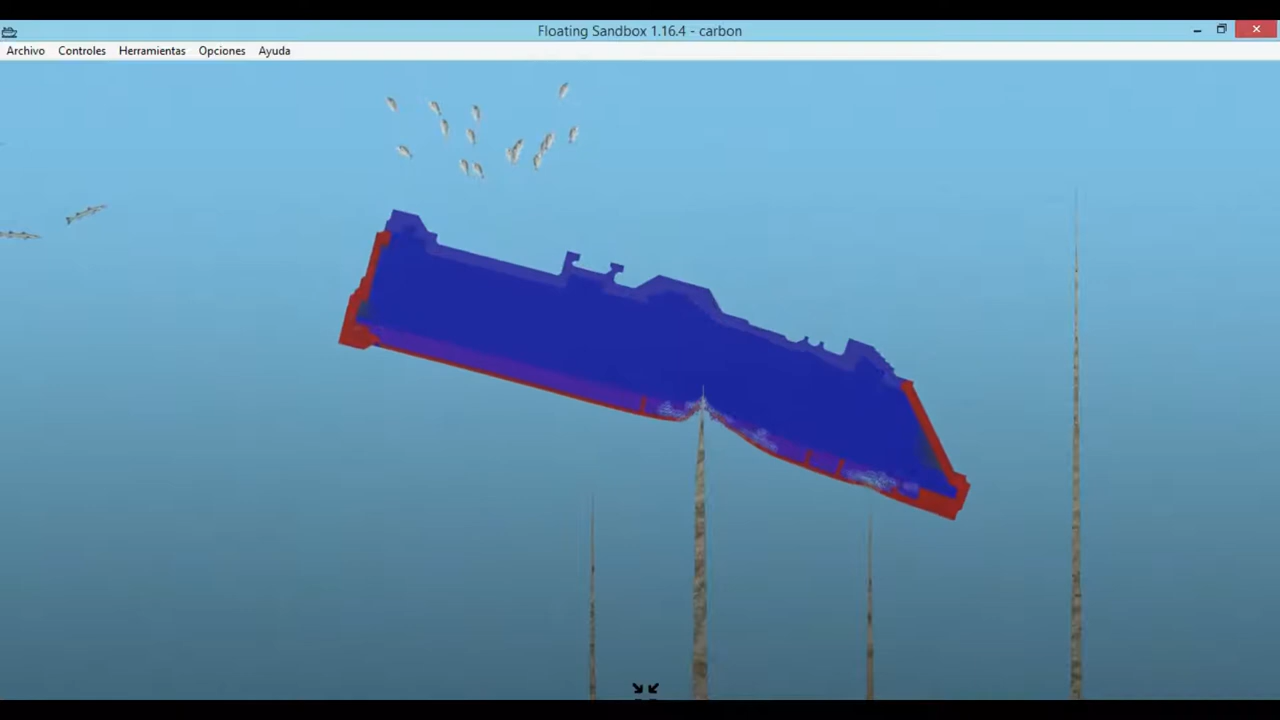 Floating Sandbox 1.16.4 - carbon
Archivo Controles Herramientas Opciones Ayuda